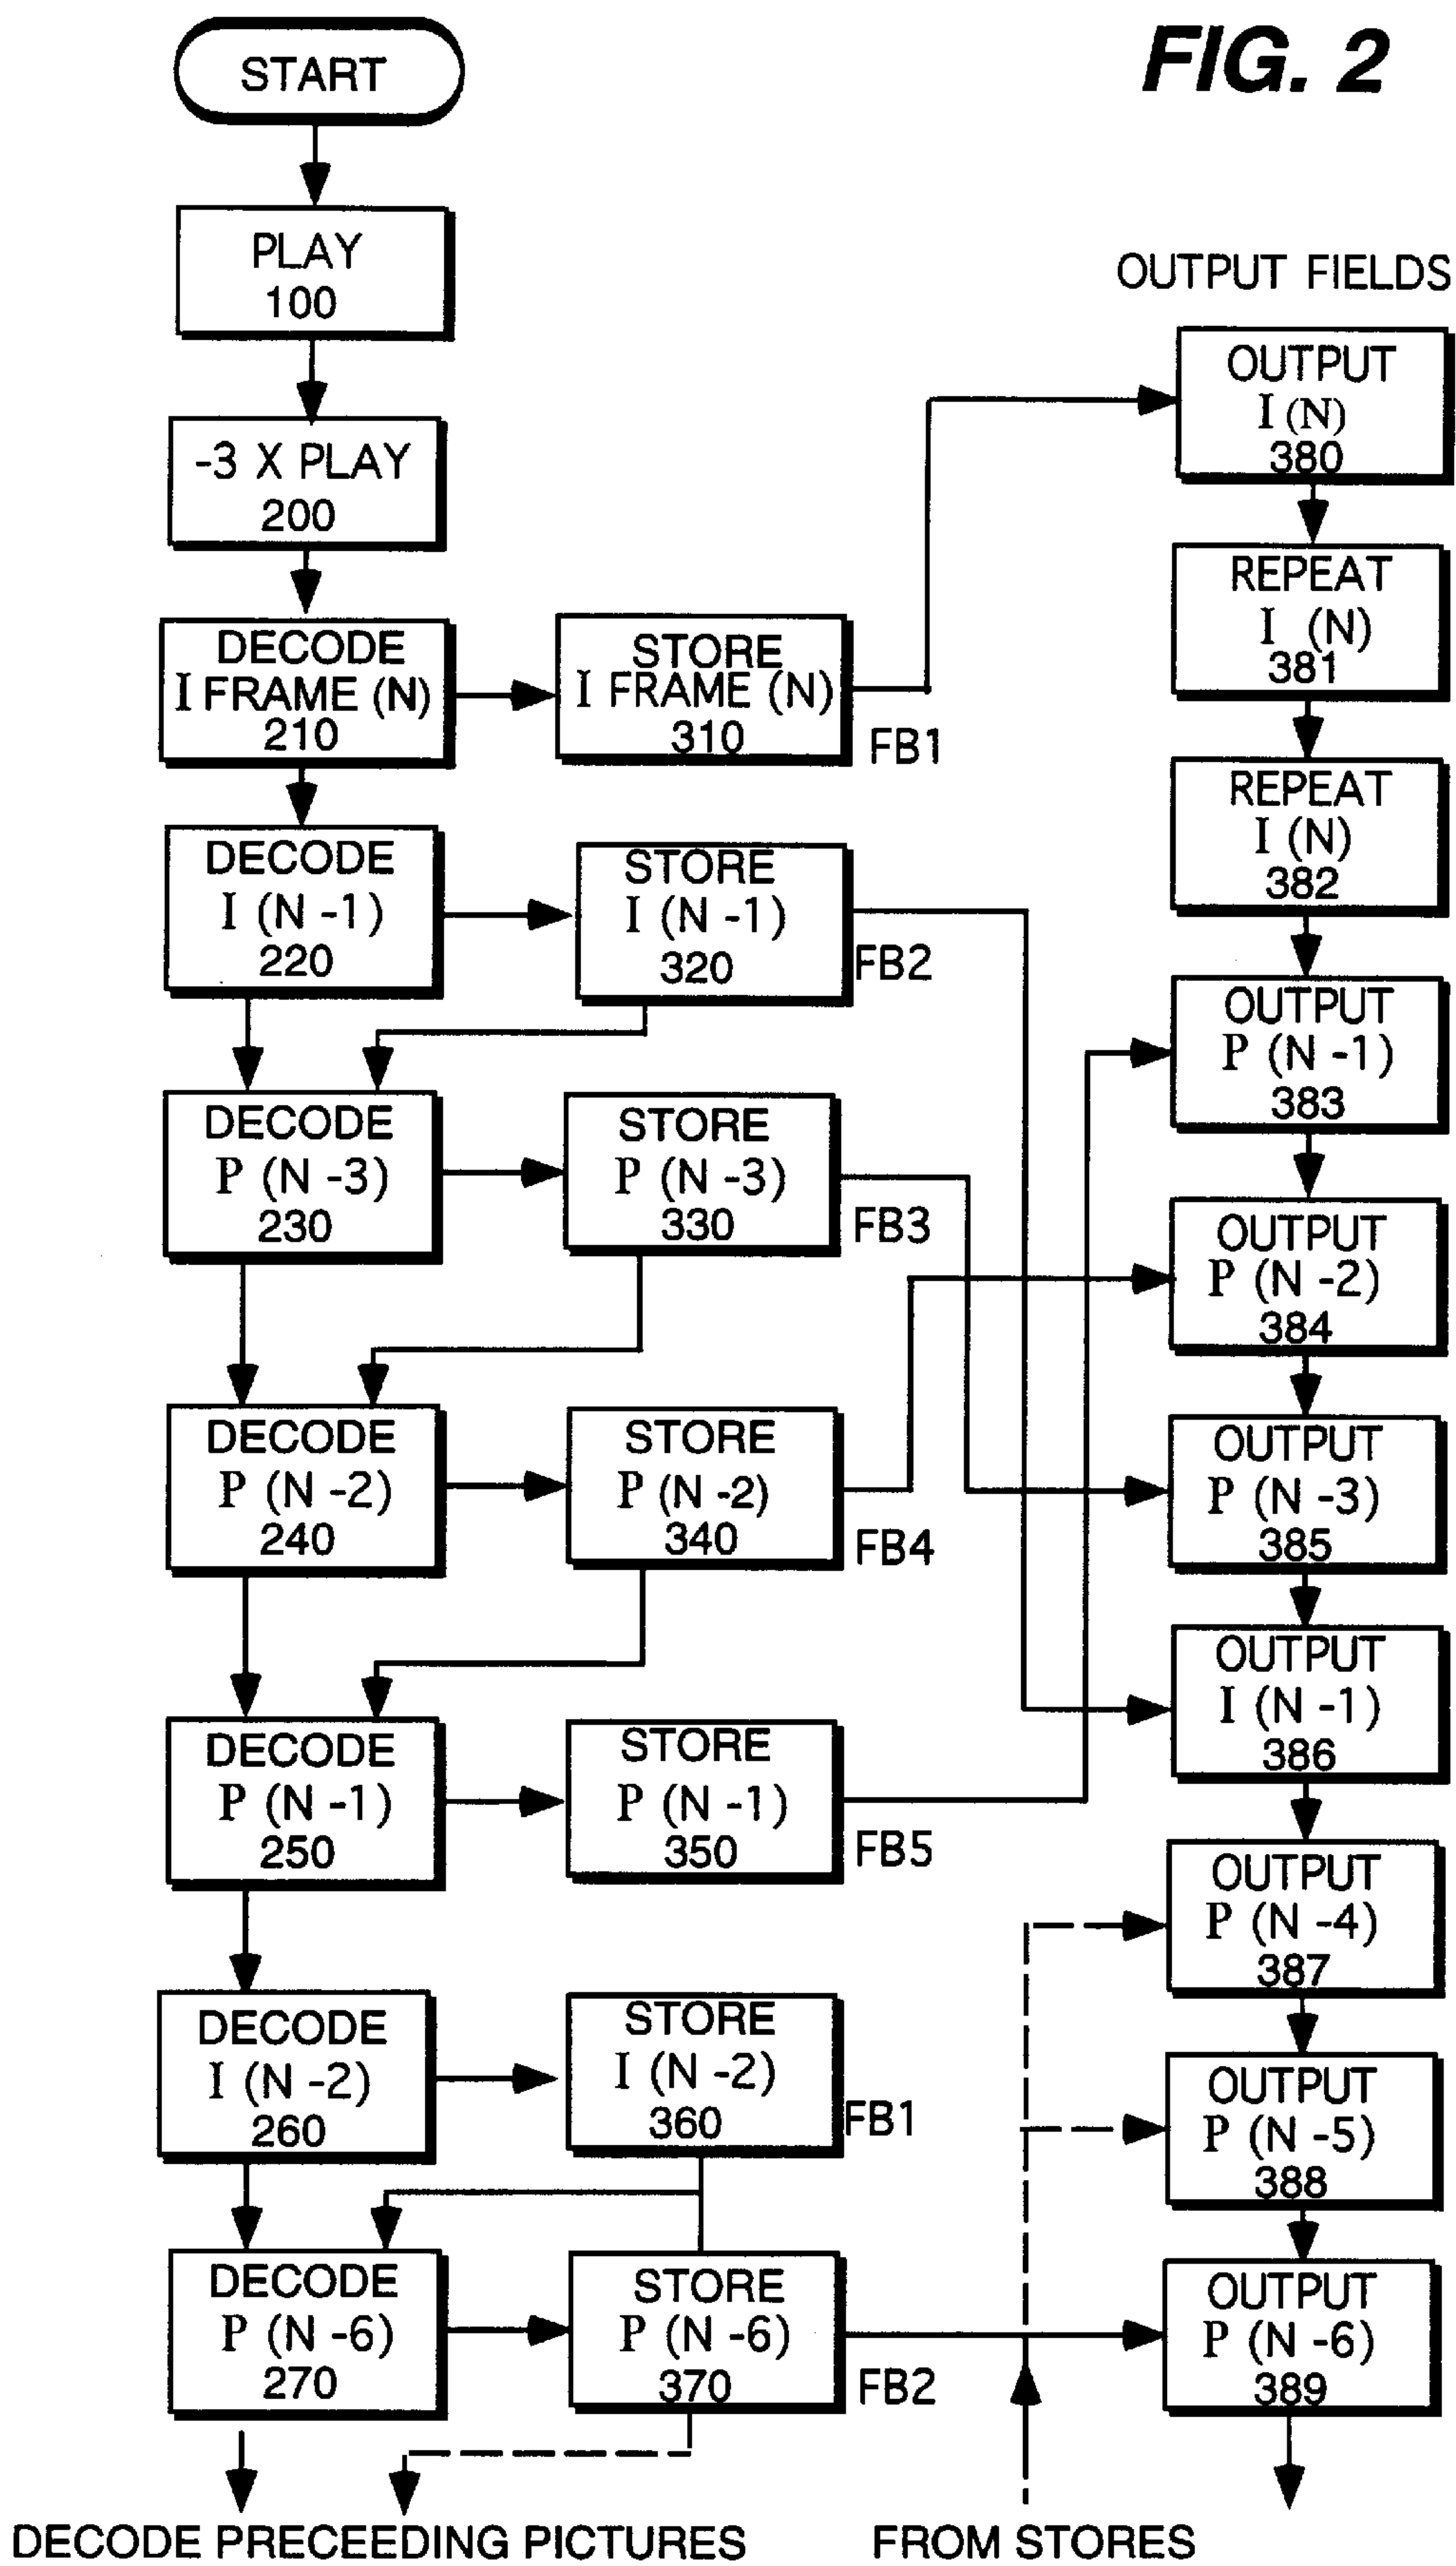 FIG. 2
START
PLAY
100
-3 X PLAY
200
DECODE
I FRAME (N)
210
STORE
I FRAME (N)
310
FB1
DECODE
I (N -1)
220
STORE
I (N -1)
320
FB2
DECODE
P (N -3)
230
STORE
P (N -3)
330
FB3
DECODE
P (N -2)
240
STORE
P (N -2)
340
FB4
DECODE
P (N -1)
250
STORE
P (N -1)
350
FB5
DECODE
I (N -2)
260
STORE
I (N -2)
360
FB1
DECODE
P (N -6)
270
STORE
P (N -6)
370
FB2
DECODE PRECEEDING PICTURES
OUTPUT FIELDS
OUTPUT
I (N)
380
REPEAT
I (N)
381
REPEAT
I (N)
382
OUTPUT
P (N -1)
383
OUTPUT
P (N -2)
384
OUTPUT
P (N -3)
385
OUTPUT
I (N -1)
386
OUTPUT
P (N -4)
387
OUTPUT
P (N -5)
388
OUTPUT
P (N -6)
389
FROM STORES